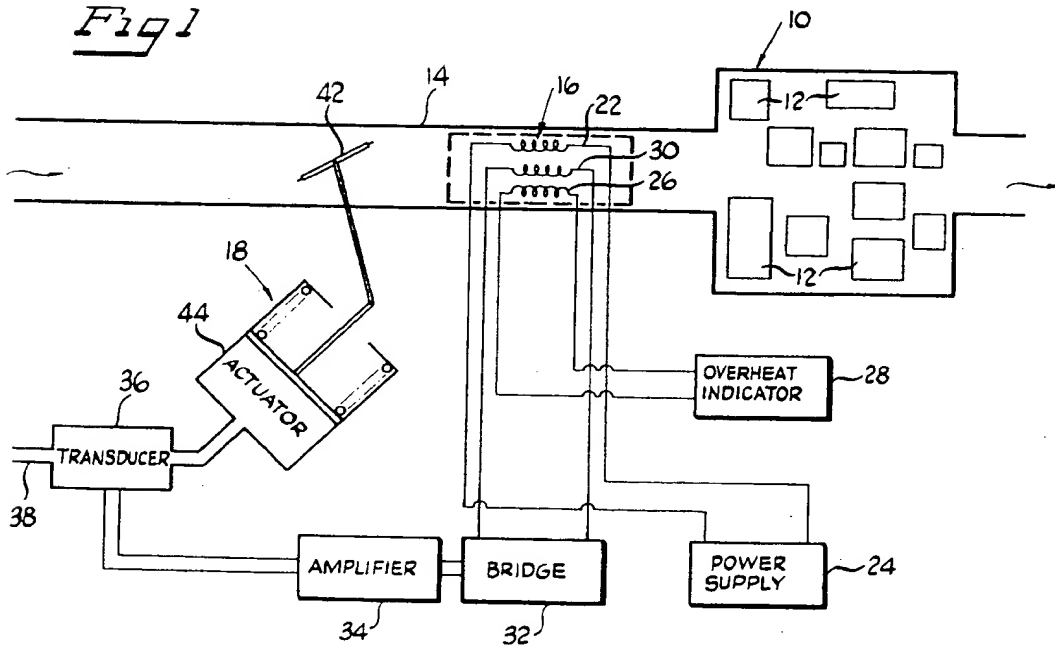 Fig 1
10
14
42
16
22
12
12
30
26
18
44
ACTUATOR
12
36
OVERHEAT
INDICATOR
28
TRANSDUCER
38
AMPLIFIER
BRIDGE
POWER
SUPPLY
24
34
32